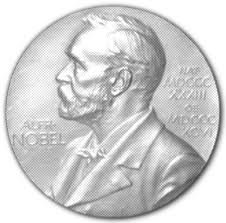 ALFR·
NOBEL
NAT·
MDCCC
XXXIII
OB·
MDCCC
XCVI